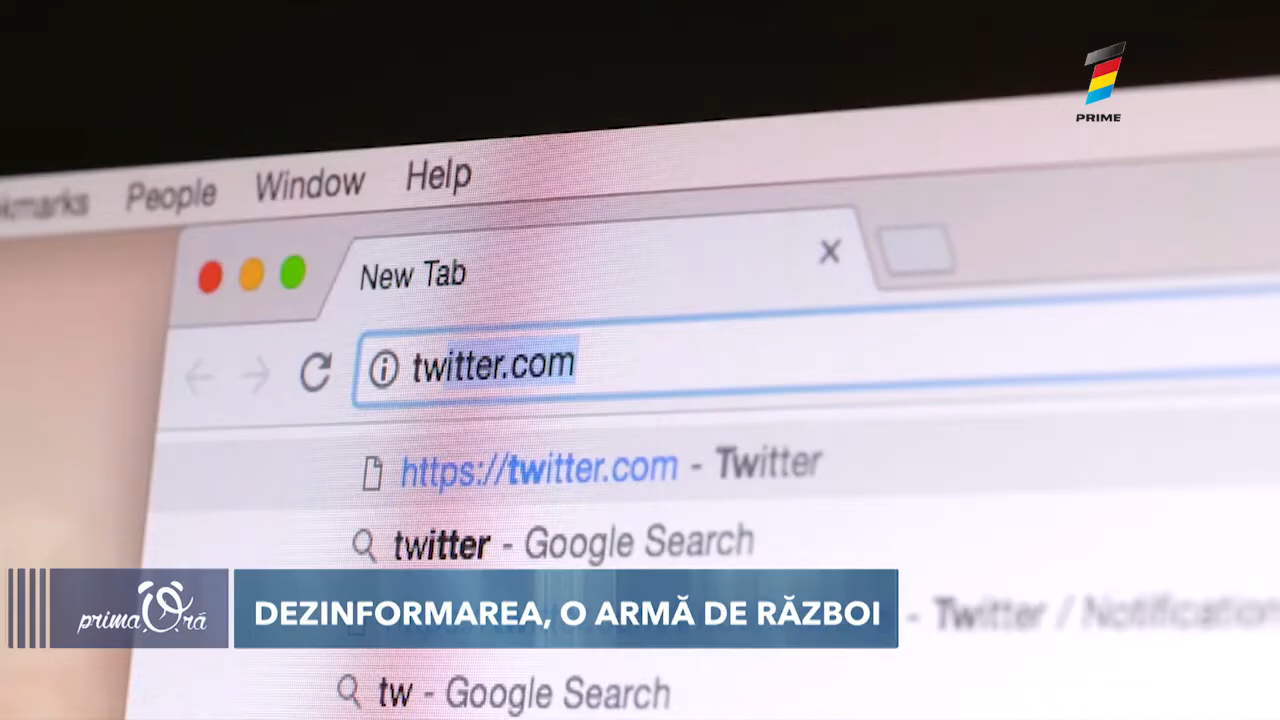 PRIME
People Window Help
New Tab
twitter.com
https://twitter.com - Twitter
twitter - Google Search
- Twitter / Notification
prima Oră
DEZINFORMAREA, O ARMĂ DE RĂZBOI
tw - Google Search